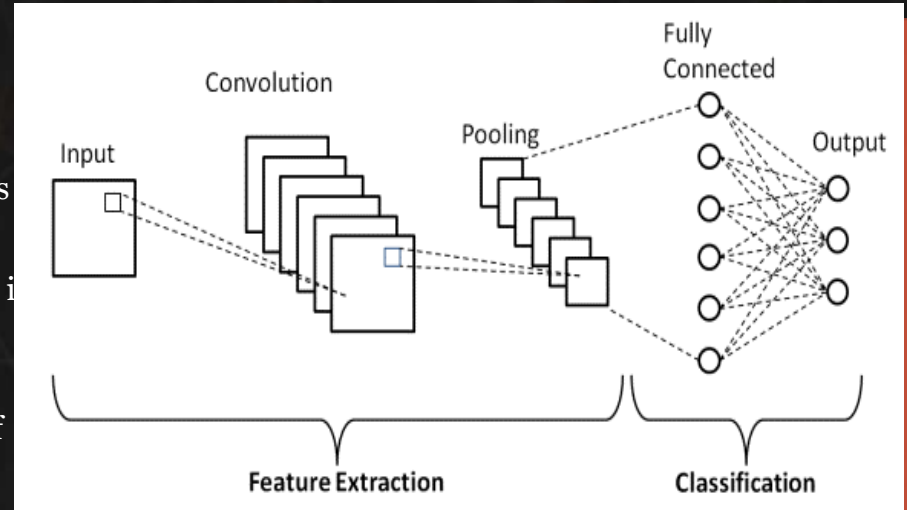 Fully
Connected
Convolution
Pooling
Output
Input
s
i
f
Feature Extraction
Classification